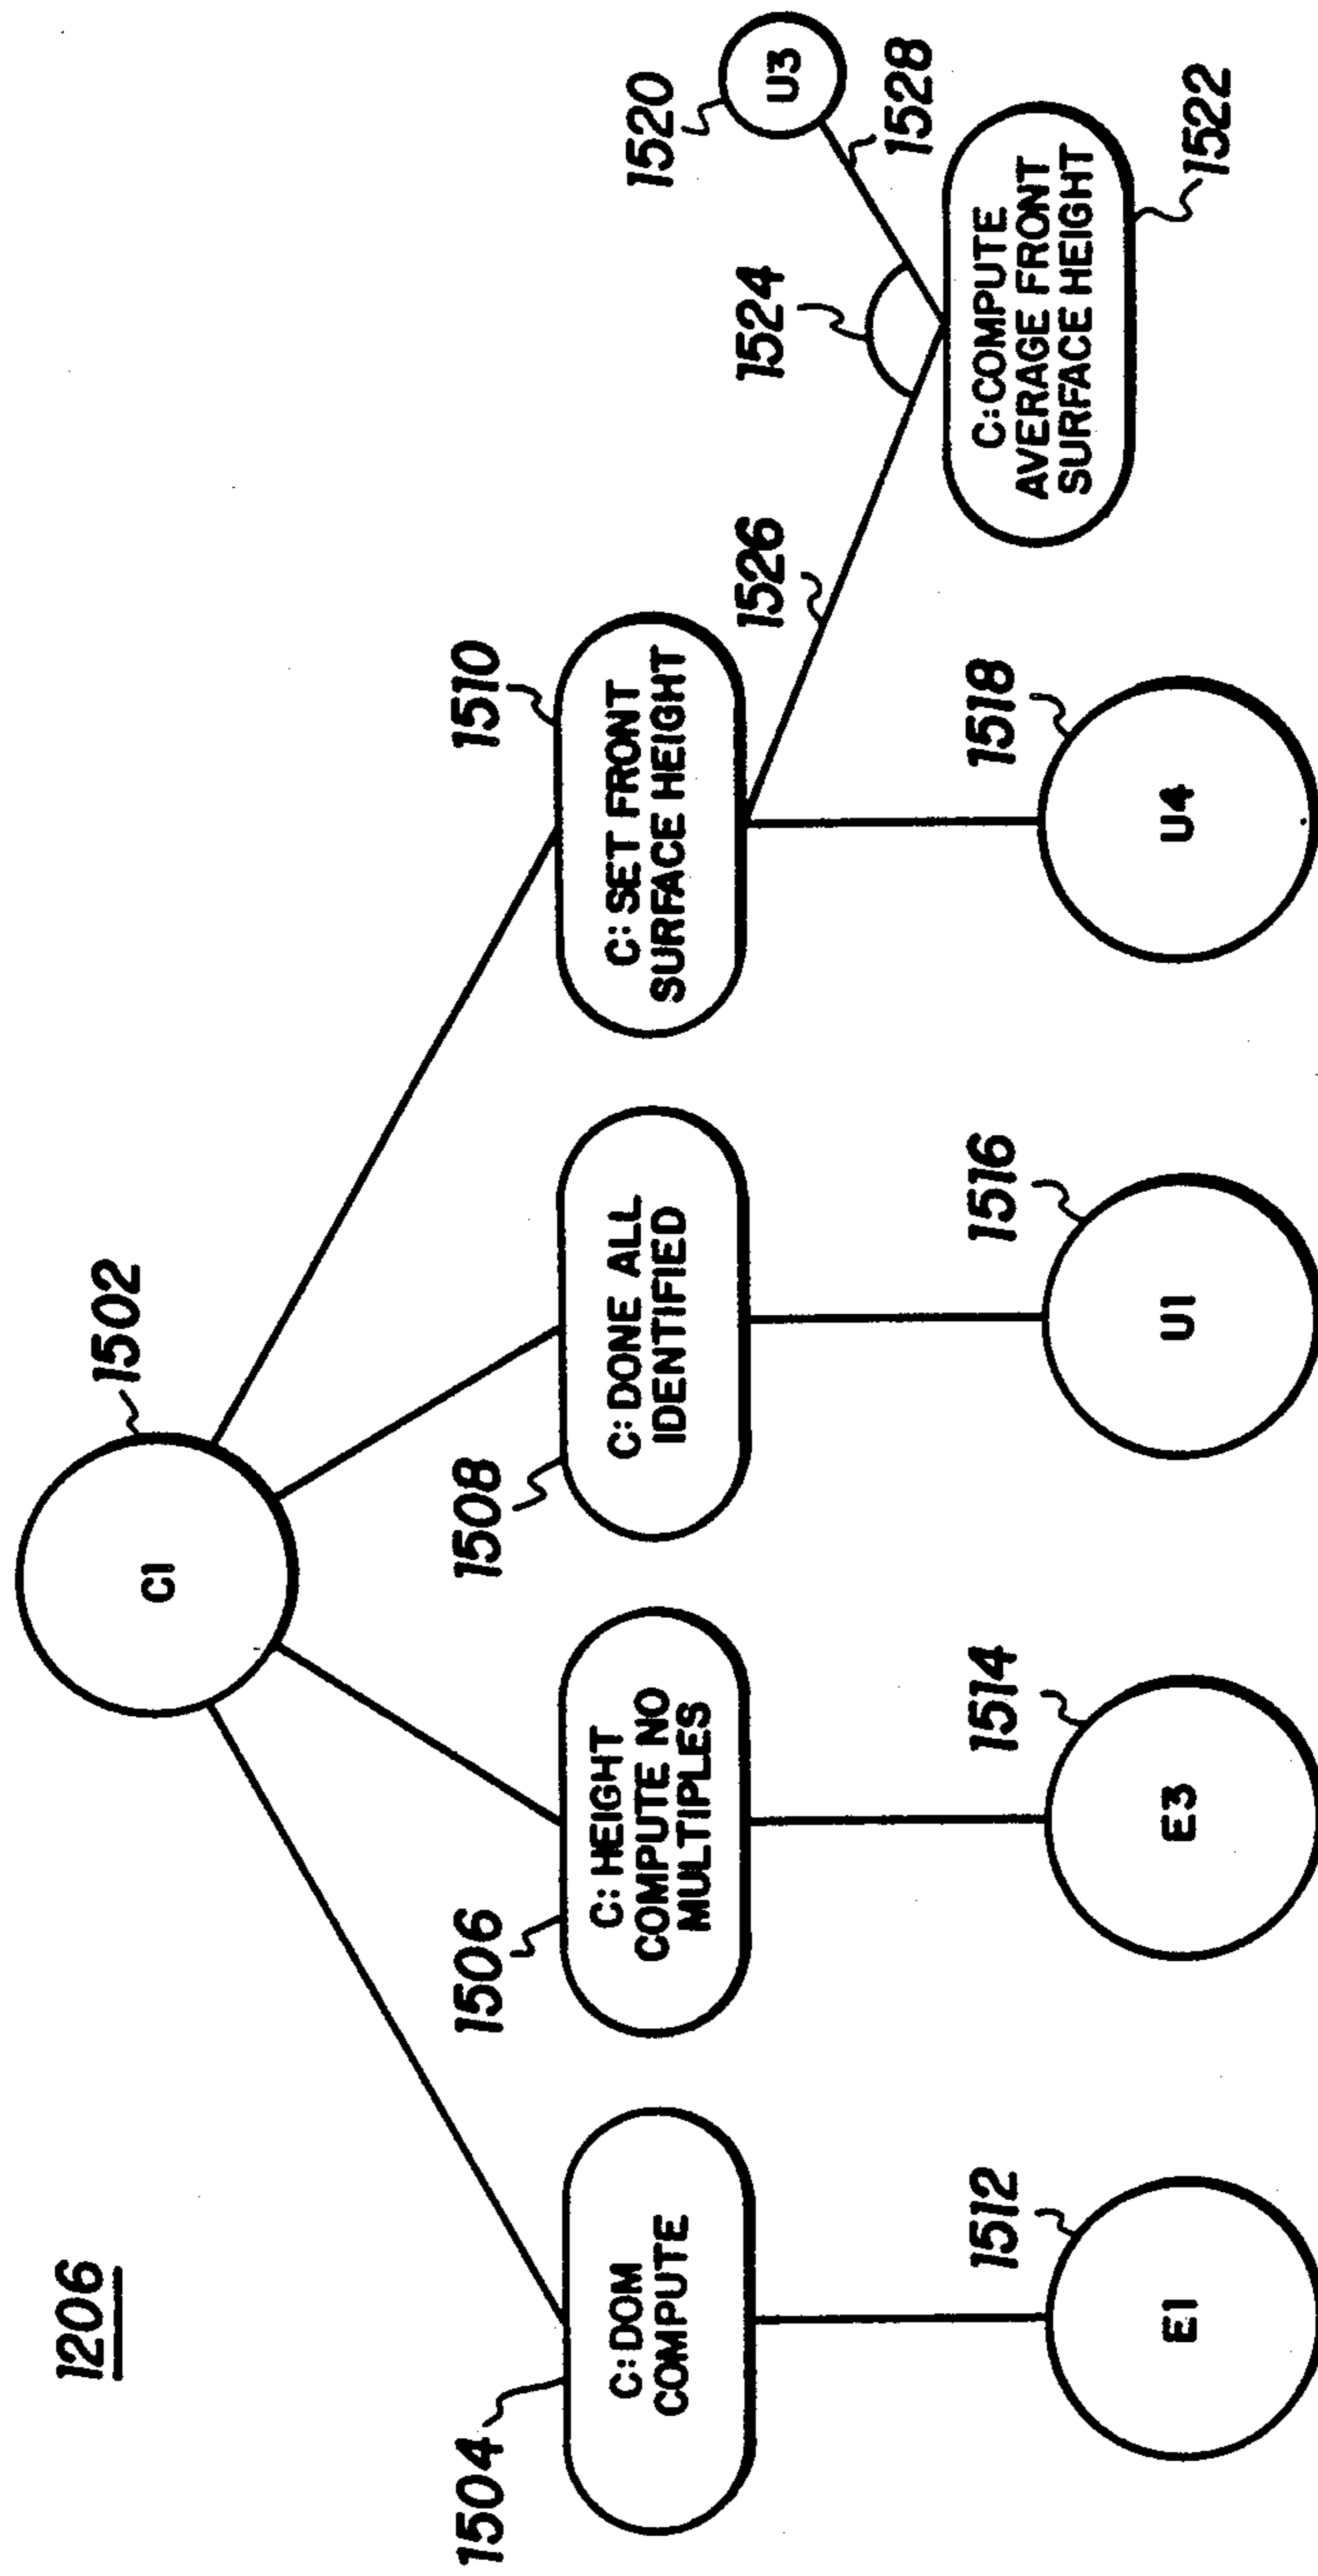 1206
C1
1502
1504
C: DOM
COMPUTE
1506
C: HEIGHT
COMPUTE NO
MULTIPLES
1508
C: DONE ALL
IDENTIFIED
1510
C: SET FRONT
SURFACE HEIGHT
1512
E1
1514
E3
1516
U1
1518
U4
1526
1524
1520
U3
1528
C: COMPUTE
AVERAGE FRONT
SURFACE HEIGHT
1522